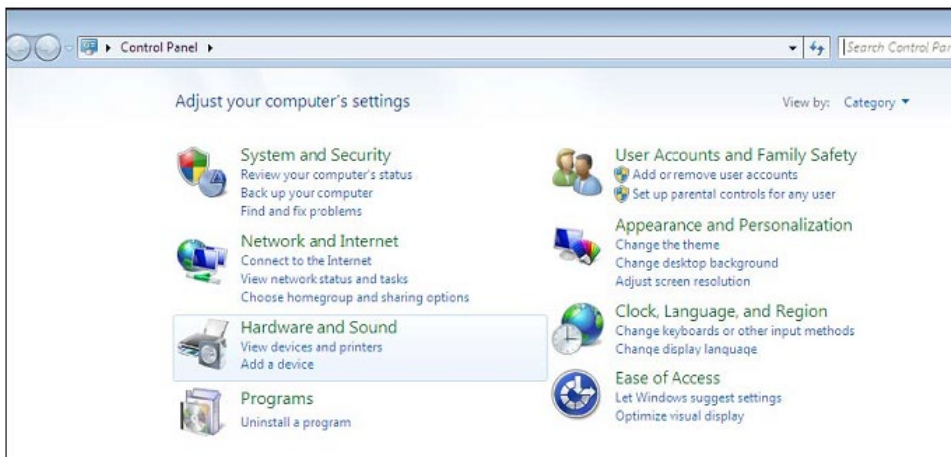 Control Panel
Search Control Par
Adjust your computer's settings
View by: Category
System and Security
Review your computer's status
Back up your computer
Find and fix problems
Network and Internet
Connect to the Internet
View network status and tasks
Choose homegroup and sharing options
Hardware and Sound
View devices and printers
Add a device
Programs
Uninstall a program
User Accounts and Family Safety
Add or remove user accounts
Set up parental controls for any user
Appearance and Personalization
Change the theme
Change desktop background
Adjust screen resolution
Clock, Language, and Region
Change keyboards or other input methods
Change display language
Ease of Access
Let Windows suggest settings
Optimize visual display